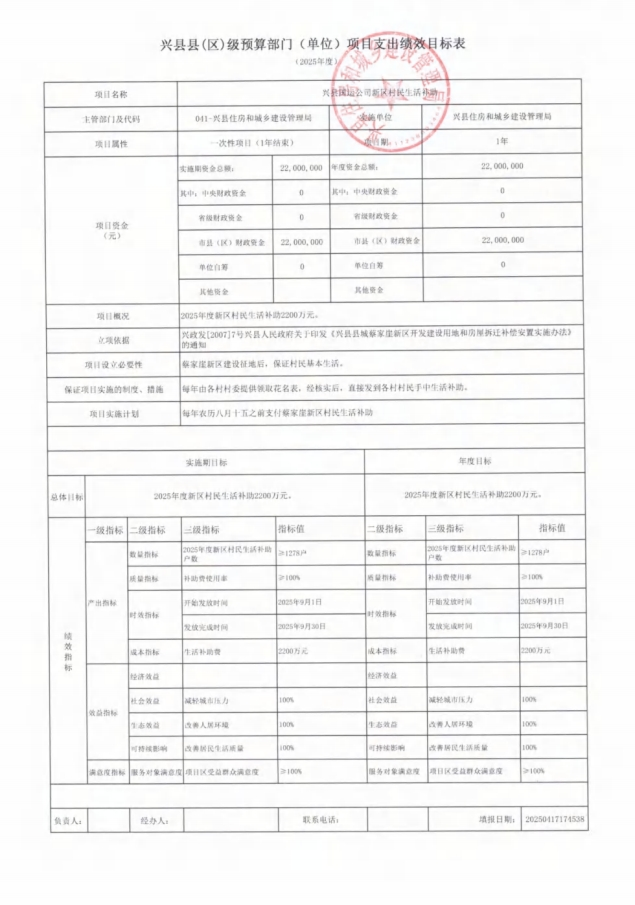 兴县县(区)级预算部门（单位）项目支出绩效目标表
（2025年度）
项目名称 兴县国运公司新区村民生活补助
主管部门及代码 041-兴县住房和城乡建设管理局 实施单位 兴县住房和城乡建设管理局
项目属性 一次性项目（1年结束） 项目期 1年
项目资金（元）
实施期资金总额： 22,000,000 年度资金总额： 22,000,000
其中：中央财政资金 0 其中：中央财政资金 0
省级财政资金 0 省级财政资金 0
市县（区）财政资金 22,000,000 市县（区）财政资金 22,000,000
单位自筹 0 单位自筹 0
其他资金 其他资金
项目概况 2025年度新区村民生活补助2200万元。
立项依据 兴政发[2007]7号兴县人民政府关于印发《兴县县城蔡家崖新区开发建设用地和房屋拆迁补偿安置实施办法》
的通知
项目设立必要性 蔡家崖新区建设征地后，保证村民基本生活。
保证项目实施的制度、措施 每年由各村村委提供领取花名表，经核实后，直接发到各村村民手中生活补助。
项目实施计划 每年农历八月十五之前支付蔡家崖新区村民生活补助
实施期目标 年度目标
总体目标 2025年度新区村民生活补助2200万元。 2025年度新区村民生活补助2200万元。
绩效指标
一级指标 二级指标 三级指标 指标值 二级指标 三级指标 指标值
产出指标
数量指标 2025年度新区村民生活补助户数 ≥1278户 数量指标 2025年度新区村民生活补助户数 ≥1278户
质量指标 补助费使用率 ≥100% 质量指标 补助费使用率 ≥100%
时效指标 开始发放时间 2025年9月1日 时效指标 开始发放时间 2025年9月1日
发放完成时间 2025年9月30日 发放完成时间 2025年9月30日
成本指标 生活补助费 2200万元 成本指标 生活补助费 2200万元
效益指标
经济效益 经济效益
社会效益 减轻城市压力 100% 社会效益 减轻城市压力 100%
生态效益 改善人居环境 100% 生态效益 改善人居环境 100%
可持续影响 改善居民生活质量 100% 可持续影响 改善居民生活质量 100%
满意度指标 服务对象满意度 项目区受益群众满意度 ≥100% 服务对象满意度 项目区受益群众满意度 ≥100%
负责人： 经办人： 联系电话： 填报日期： 20250417174538
兴县住房和城乡建设管理局